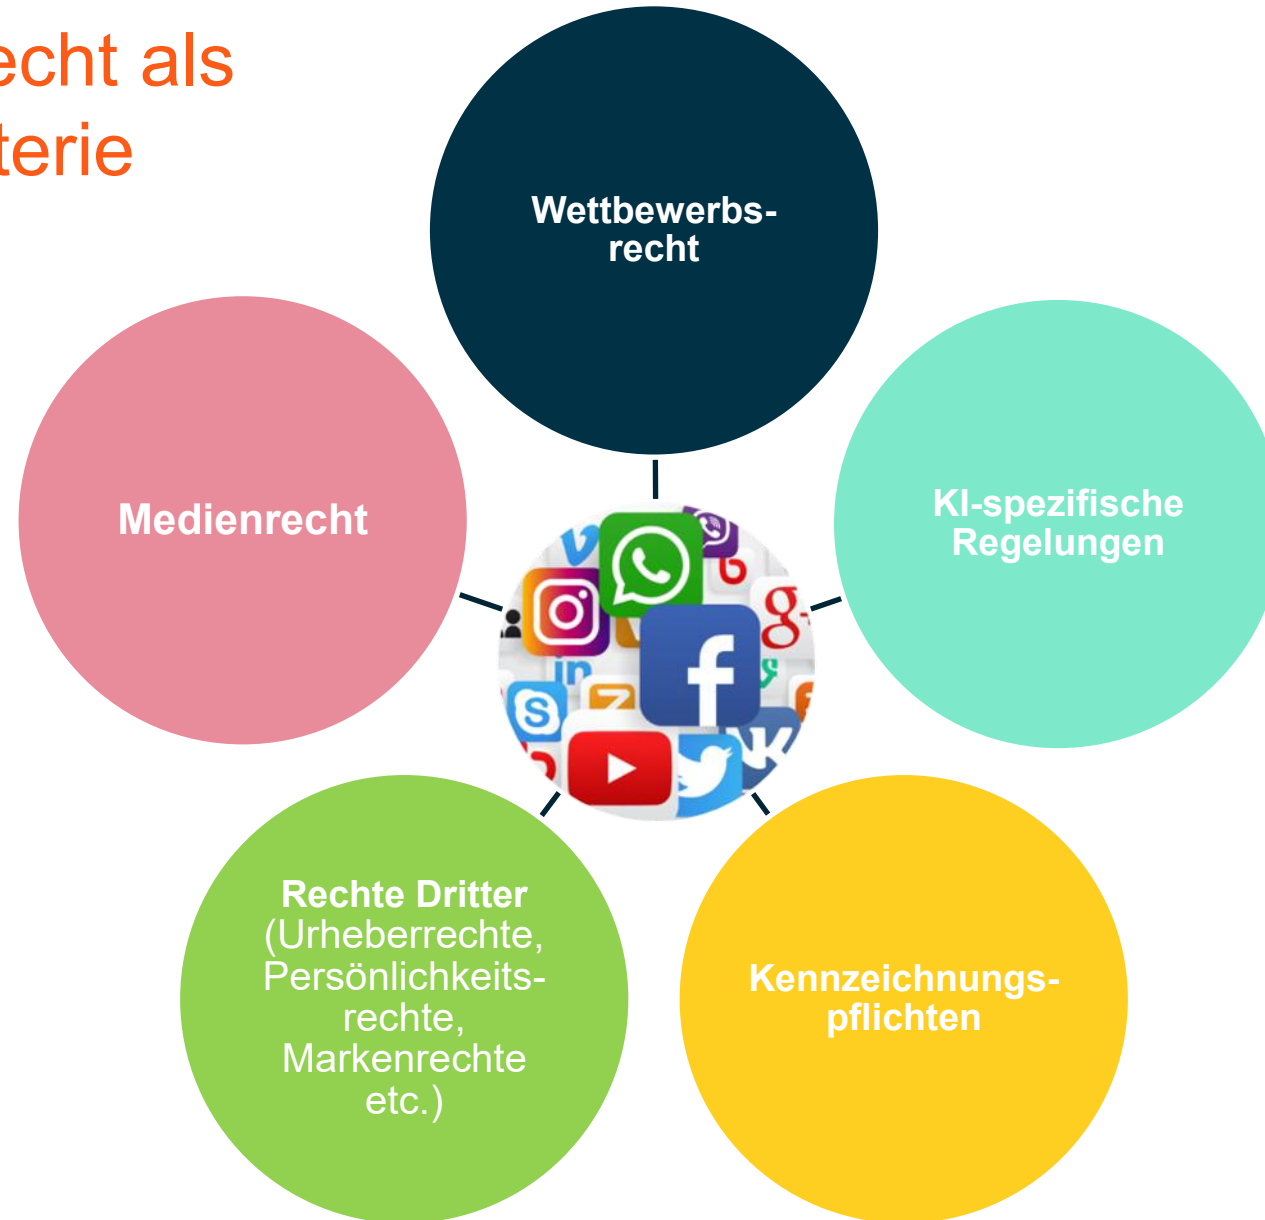 echt als
terie
Wettbewerbs-
recht
Medienrecht
KI-spezifische
Regelungen
Rechte Dritter
(Urheberrechte,
Persönlichkeits-
rechte,
Markenrechte
etc.)
Kennzeichnungs-
pflichten